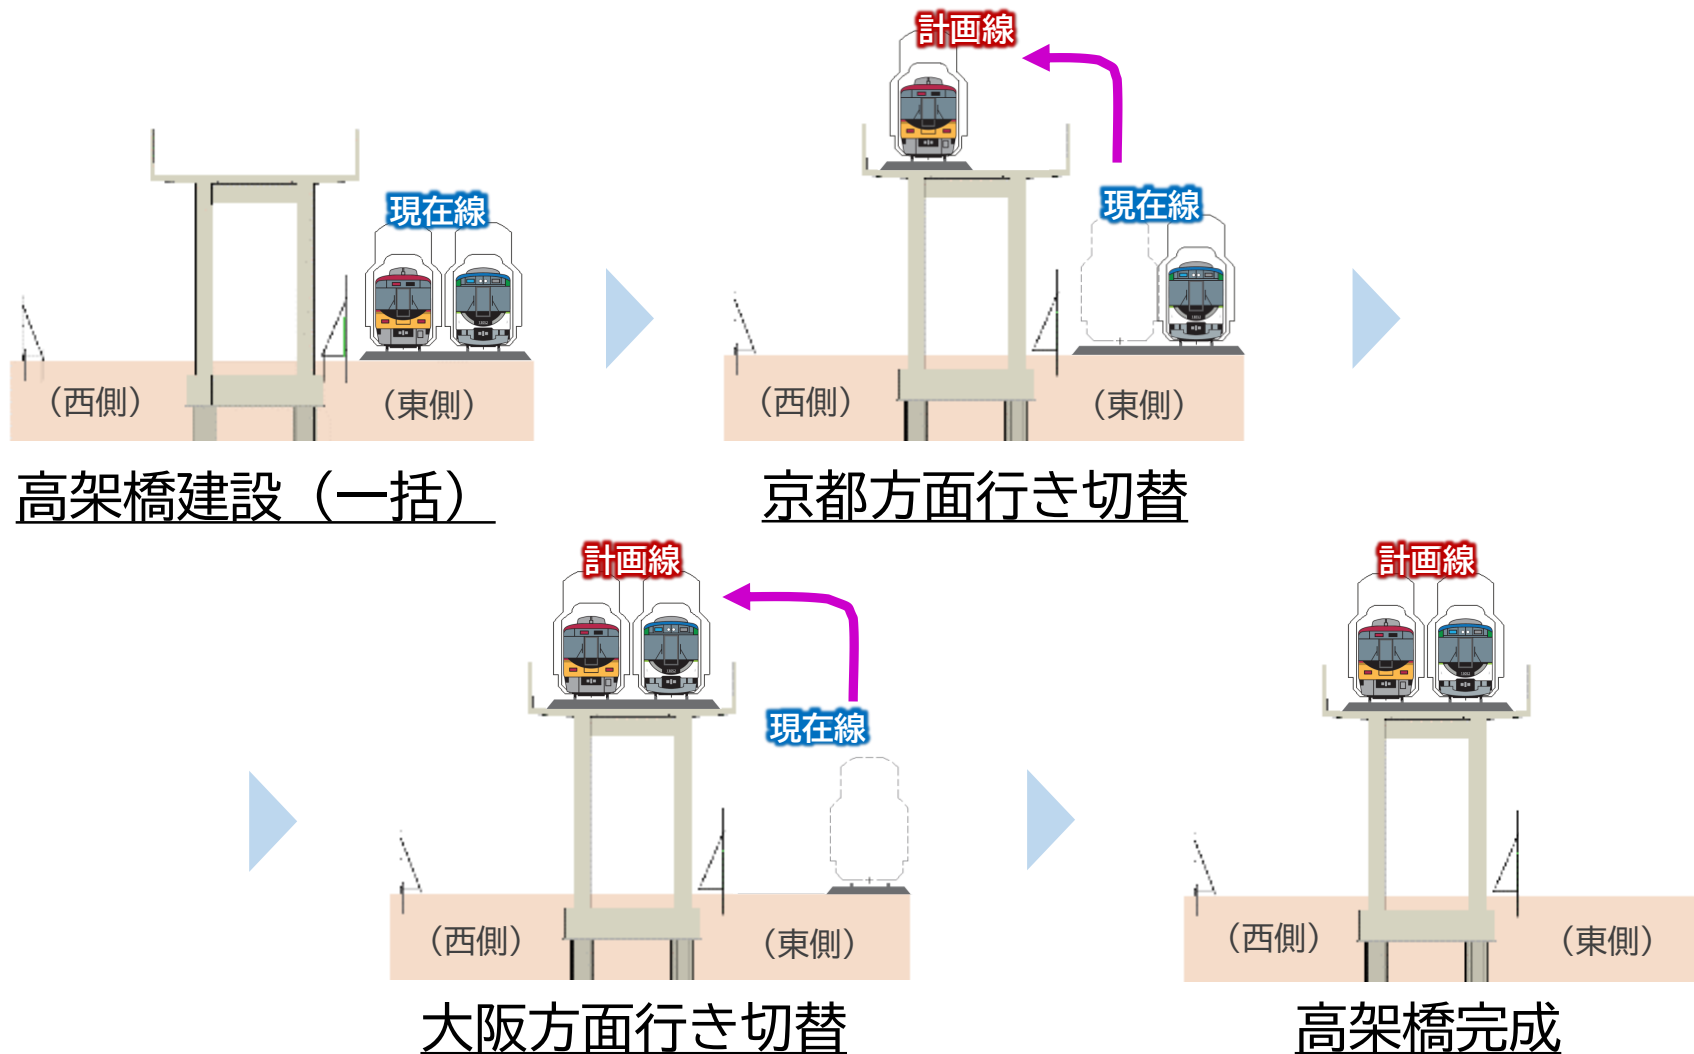 計画線
現在線
現在線
（西側）
（東側）
（西側）
（東側）
高架橋建設（一括）
京都方面行き切替
計画線
計画線
現在線
（西側）
（東側）
（西側）
（東側）
大阪方面行き切替
高架橋完成